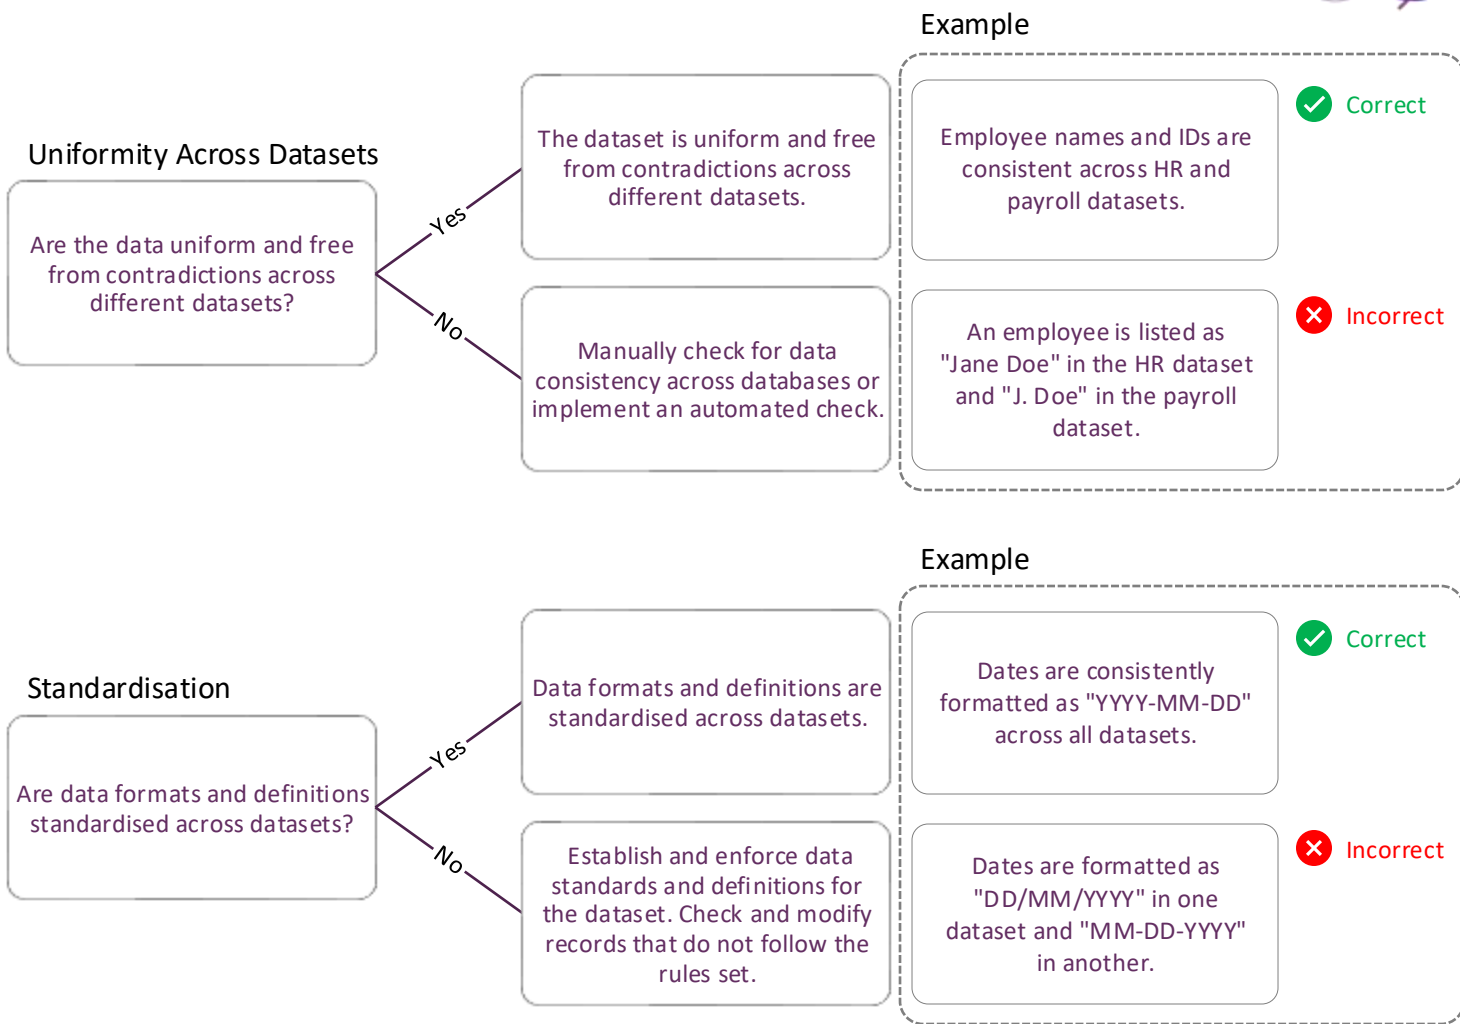 Example
Uniformity Across Datasets
Are the data uniform and free
from contradictions across
different datasets?
Yes
The dataset is uniform and free
from contradictions across
different datasets.
Employee names and IDs are
consistent across HR and
payroll datasets.
Correct
No
Manually check for data
consistency across databases or
implement an automated check.
An employee is listed as
"Jane Doe" in the HR dataset
and "J. Doe" in the payroll
dataset.
Incorrect
Example
Standardisation
Are data formats and definitions
standardised across datasets?
Yes
Data formats and definitions are
standardised across datasets.
Dates are consistently
formatted as "YYYY-MM-DD"
across all datasets.
Correct
No
Establish and enforce data
standards and definitions for
the dataset. Check and modify
records that do not follow the
rules set.
Dates are formatted as
"DD/MM/YYYY" in one
dataset and "MM-DD-YYYY"
in another.
Incorrect